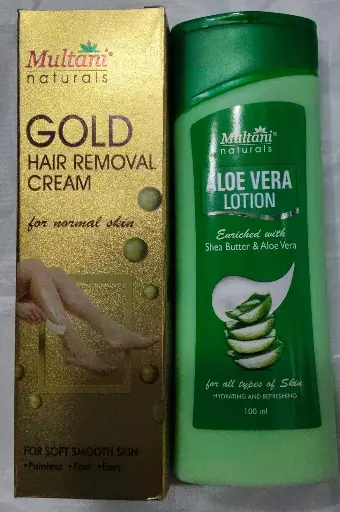 Multani®
naturals
GOLD
HAIR REMOVAL
CREAM
for normal skin
FOR SOFT SMOOTH SKIN
•Painless •Fast •Easy
Multani®
naturals
ALOE VERA
LOTION
Enriched with
Shea Butter & Aloe Vera
for all types of Skin
HYDRATING AND REFRESHING
100 ml